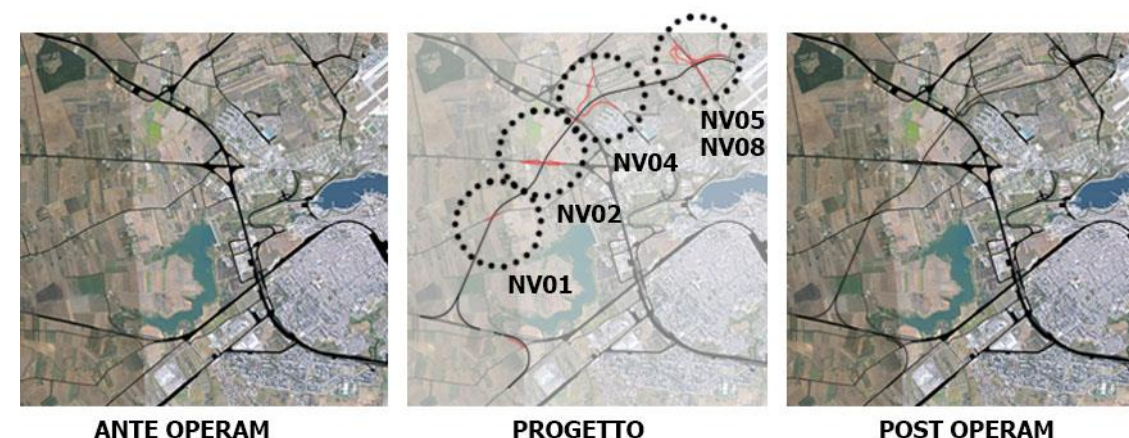 NV05
NV08
NV04
NV02
NV01
ANTE OPERAM
PROGETTO
POST OPERAM